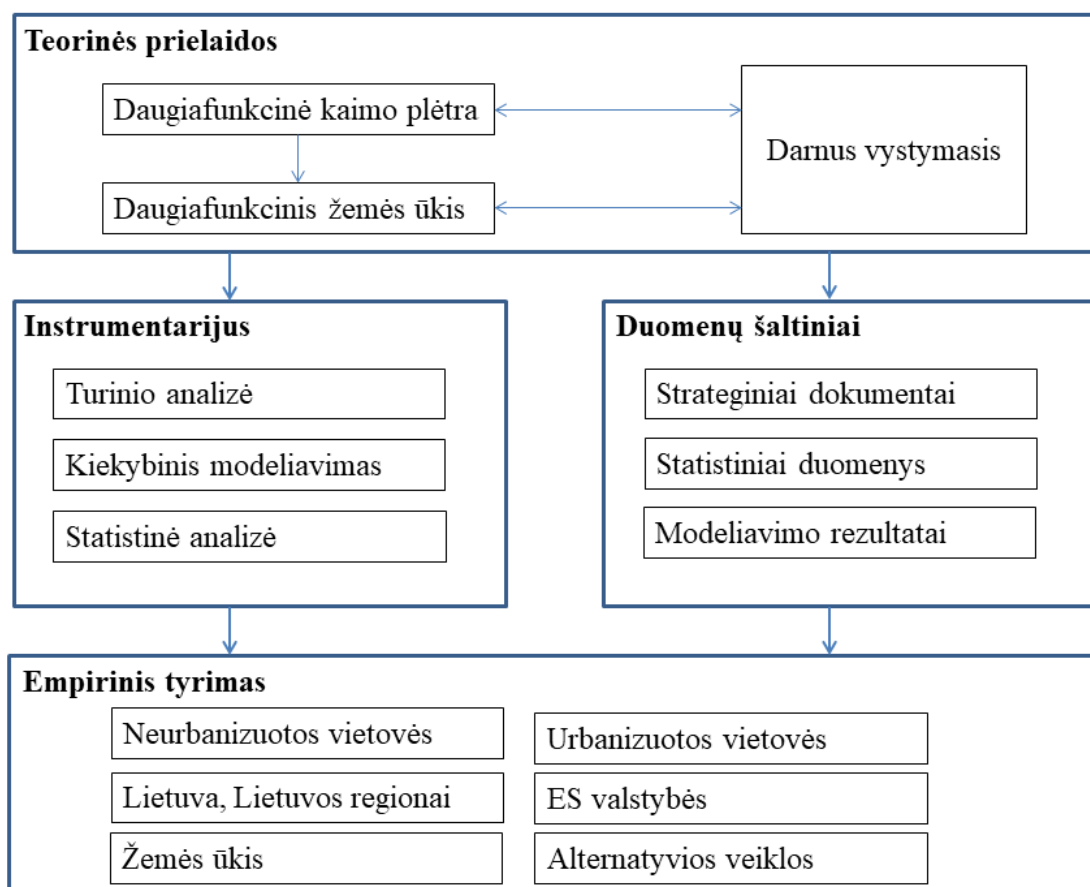 Teorinės prielaidos
Daugiafunkcinė kaimo plėtra
Darnus vystymasis
Daugiafunkcinis žemės ūkis
Instrumentarijus
Turinio analizė
Kiekybinis modeliavimas
Statistinė analizė
Duomenų šaltiniai
Strateginiai dokumentai
Statistiniai duomenys
Modeliavimo rezultatai
Empirinis tyrimas
Neurbanizuotos vietovės
Urbanizuotos vietovės
Lietuva, Lietuvos regionai
ES valstybės
Žemės ūkis
Alternatyvios veiklos